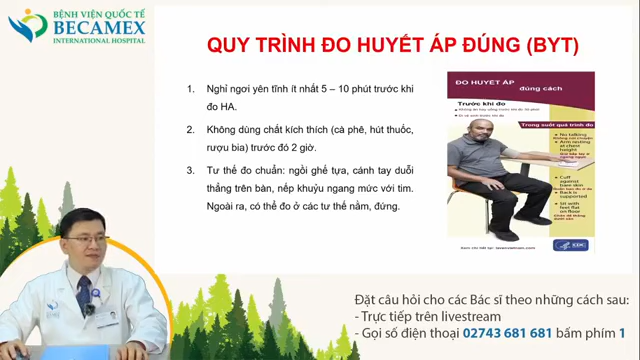 BỆNH VIỆN QUỐC TẾ
BECAMEX
INTERNATIONAL HOSPITAL
QUY TRÌNH ĐO HUYẾT ÁP ĐÚNG (BYT)
1. Nghỉ ngơi yên tĩnh ít nhất 5 – 10 phút trước khi
đo HA.
2. Không dùng chất kích thích (cà phê, hút thuốc,
rượu bia) trước đó 2 giờ.
3. Tư thế đo chuẩn: ngồi ghế tựa, cánh tay duỗi
thẳng trên bàn, nếp khuỷu ngang mức với tim.
Ngoài ra, có thể đo ở các tư thế nằm, đứng.
ĐO HUYẾT ÁP
đúng cách
Trước khi đo
Trong suốt quá trình đo
No talking
Arm resting
at chest
height
Cuff
against
bare skin
Back is
supported
Sit with
feet flat
on floor
CDC
Đặt câu hỏi cho các Bác sĩ theo những cách sau:
- Trực tiếp trên livestream
- Gọi số điện thoại 02743 681 681 bấm phím 1